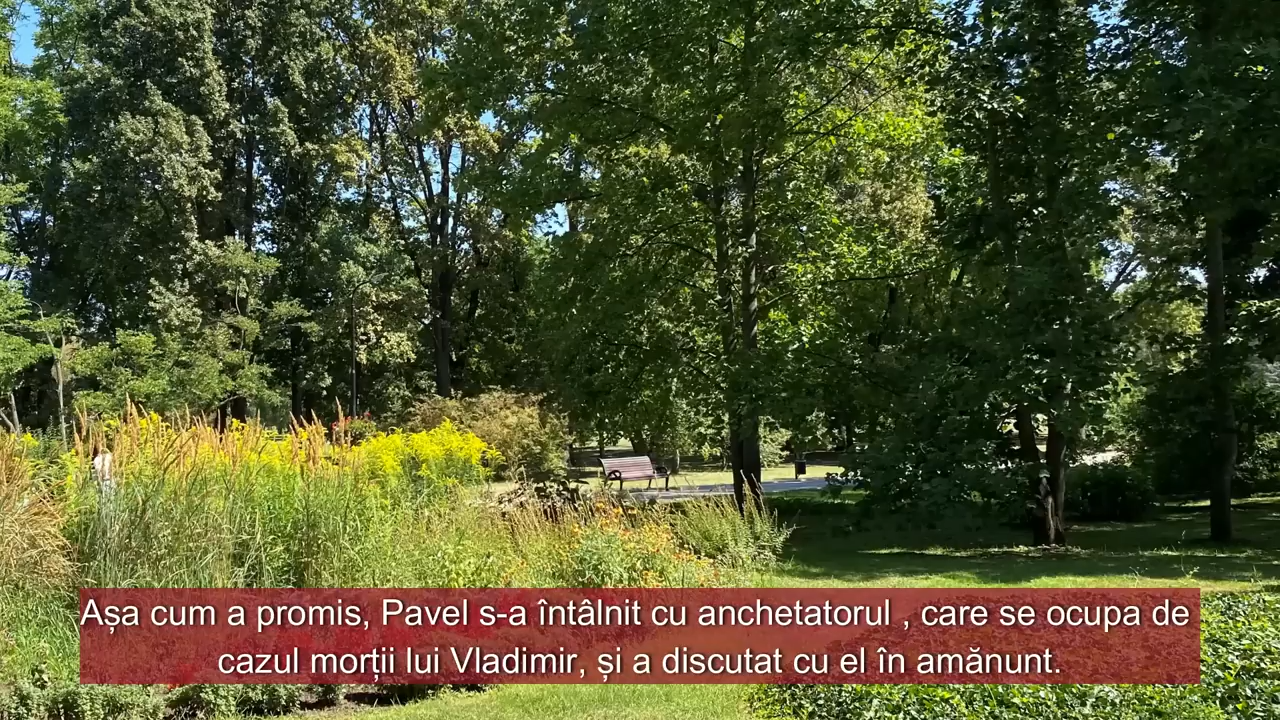 Așa cum a promis, Pavel s-a întâlnit cu anchetatorul , care se ocupa de
cazul morții lui Vladimir, și a discutat cu el în amănunt.